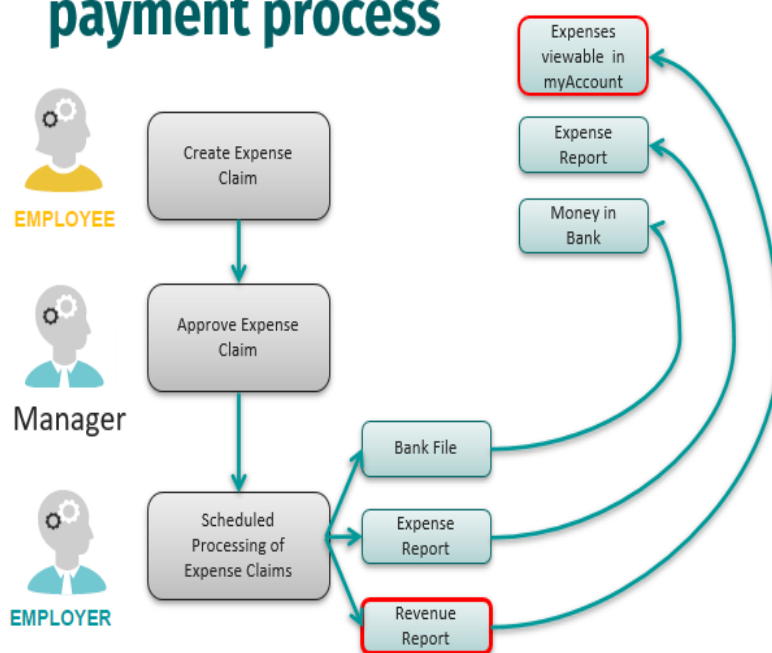 payment process
EMPLOYEE
Create Expense
Claim
Expenses
viewable in
myAccount
Expense
Report
Money in
Bank
Manager
Approve Expense
Claim
EMPLOYER
Scheduled
Processing of
Expense Claims
Bank File
Expense
Report
Revenue
Report